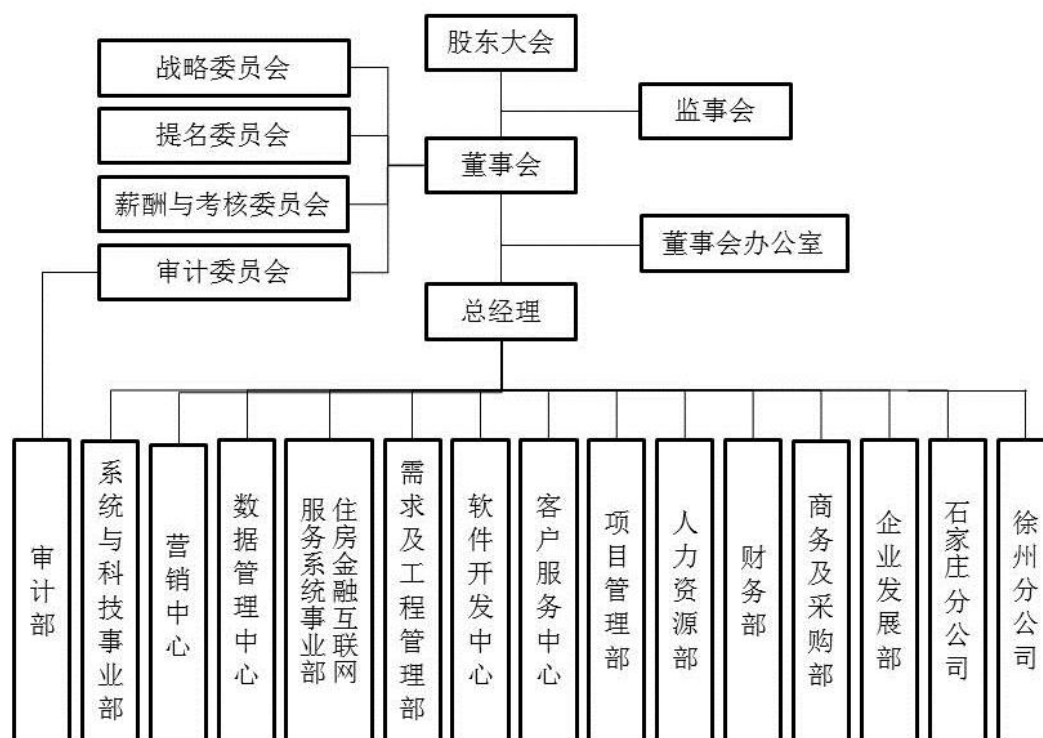 股东大会
战略委员会
监事会
提名委员会
董事会
薪酬与考核委员会
董事会办公室
审计委员会
总经理
审计部
系统与科技事业部
营销中心
数据管理中心
住房金融互联网
服务系统事业部
需求及工程管理部
软件开发中心
客户服务中心
项目管理部
人力资源部
财务部
商务及采购部
企业发展部
石家庄分公司
徐州分公司